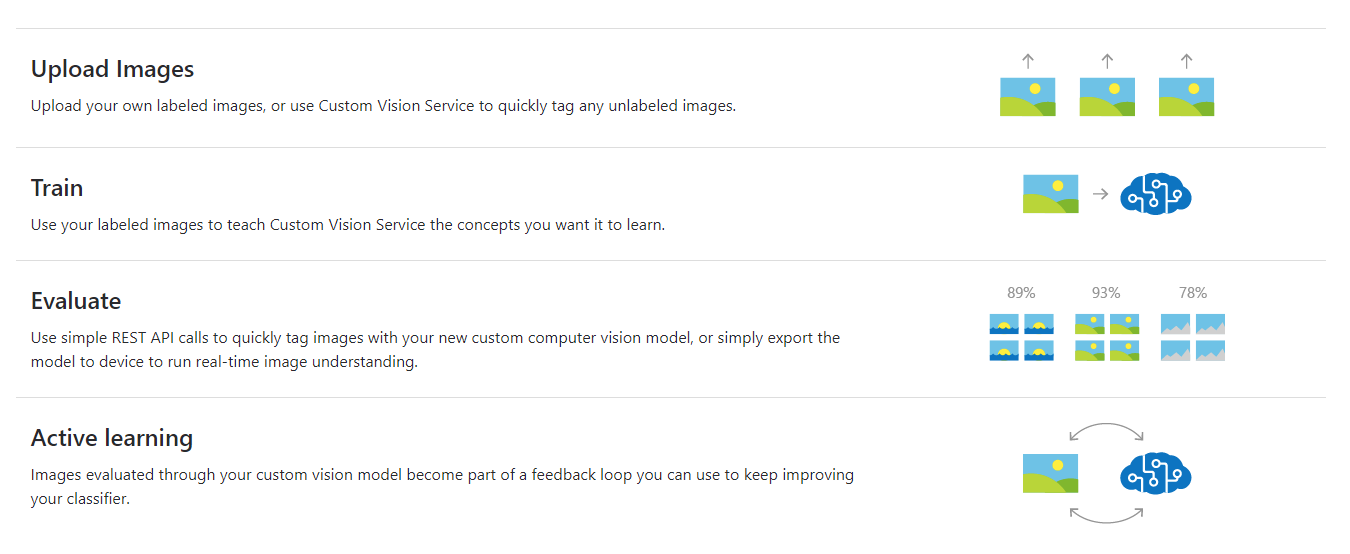 Upload Images
Upload your own labeled images, or use Custom Vision Service to quickly tag any unlabeled images.
Train
Use your labeled images to teach Custom Vision Service the concepts you want it to learn.
Evaluate
89% 93% 78%
Use simple REST API calls to quickly tag images with your new custom computer vision model, or simply export the
model to device to run real-time image understanding.
Active learning
Images evaluated through your custom vision model become part of a feedback loop you can use to keep improving
your classifier.